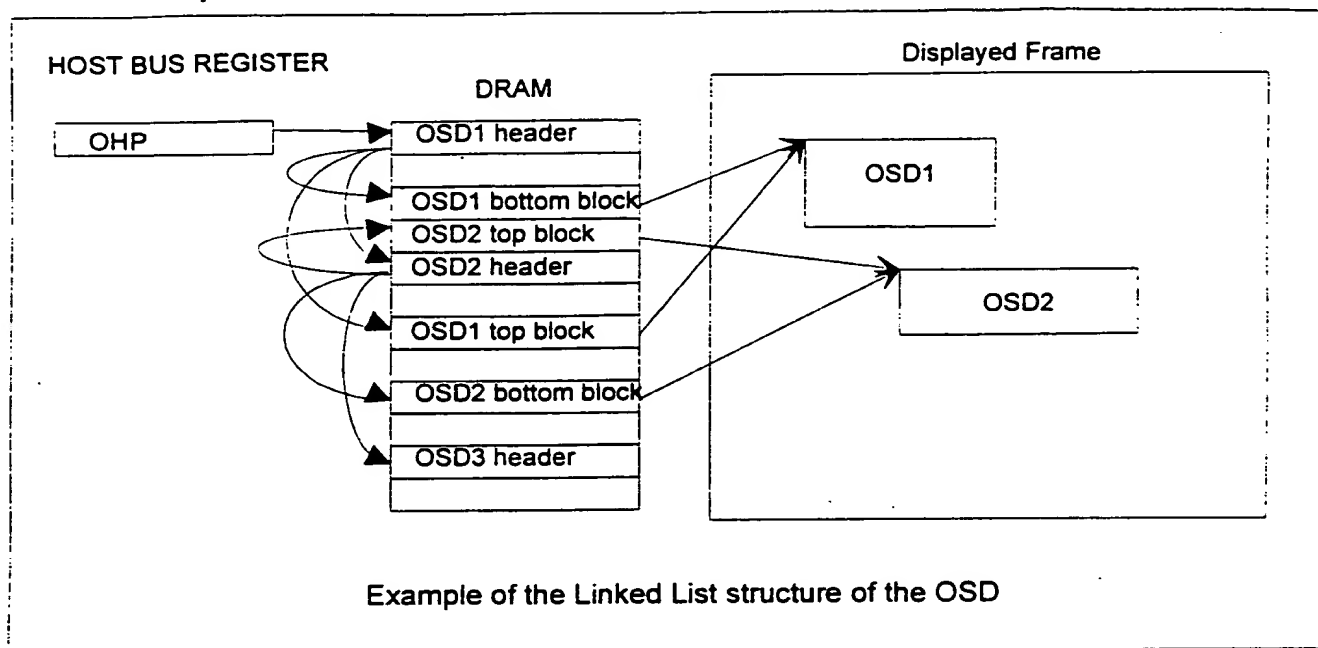 HOST BUS REGISTER
OHP
DRAM
OSD1 header
OSD1 bottom block
OSD2 top block
OSD2 header
OSD1 top block
OSD2 bottom block
OSD3 header
Displayed Frame
OSD1
OSD2
Example of the Linked List structure of the OSD